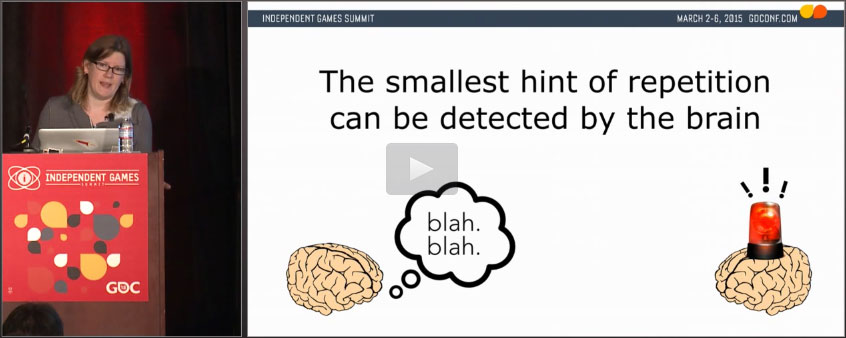 INDEPENDENT GAMES SUMMIT
MARCH 2-6, 2015 GDCONF.COM
The smallest hint of repetition
can be detected by the brain
blah.
blah.
! ! !
INDEPENDENT GAMES
SUMMIT
GDC